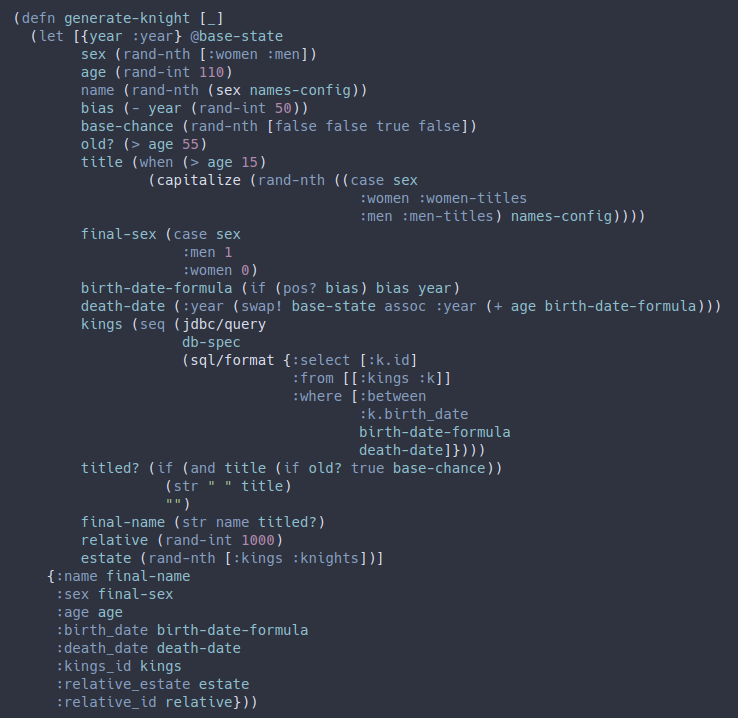 (defn generate-knight [_]
  (let [{year :year} @base-state
        sex (rand-nth [:women :men])
        age (rand-int 110)
        name (rand-nth (sex names-config))
        bias (- year (rand-int 50))
        base-chance (rand-nth [false false true false])
        old? (> age 55)
        title (when (> age 15)
                (capitalize (rand-nth ((case sex
                                         :women :women-titles
                                         :men :men-titles) names-config))))
        final-sex (case sex
                    :men 1
                    :women 0)
        birth-date-formula (if (pos? bias) bias year)
        death-date (:year (swap! base-state assoc :year (+ age birth-date-formula)))
        kings (seq (jdbc/query
                    db-spec
                    (sql/format {:select [:k.id]
                                 :from [[:kings :k]]
                                 :where [:between
                                         :k.birth_date
                                         birth-date-formula
                                         death-date]})))
        titled? (if (and title (if old? true base-chance))
                  (str " " title)
                  "")
        final-name (str name titled?)
        relative (rand-int 1000)
        estate (rand-nth [:kings :knights])]
    {:name final-name
     :sex final-sex
     :age age
     :birth_date birth-date-formula
     :death_date death-date
     :kings_id kings
     :relative_estate estate
     :relative_id relative}))